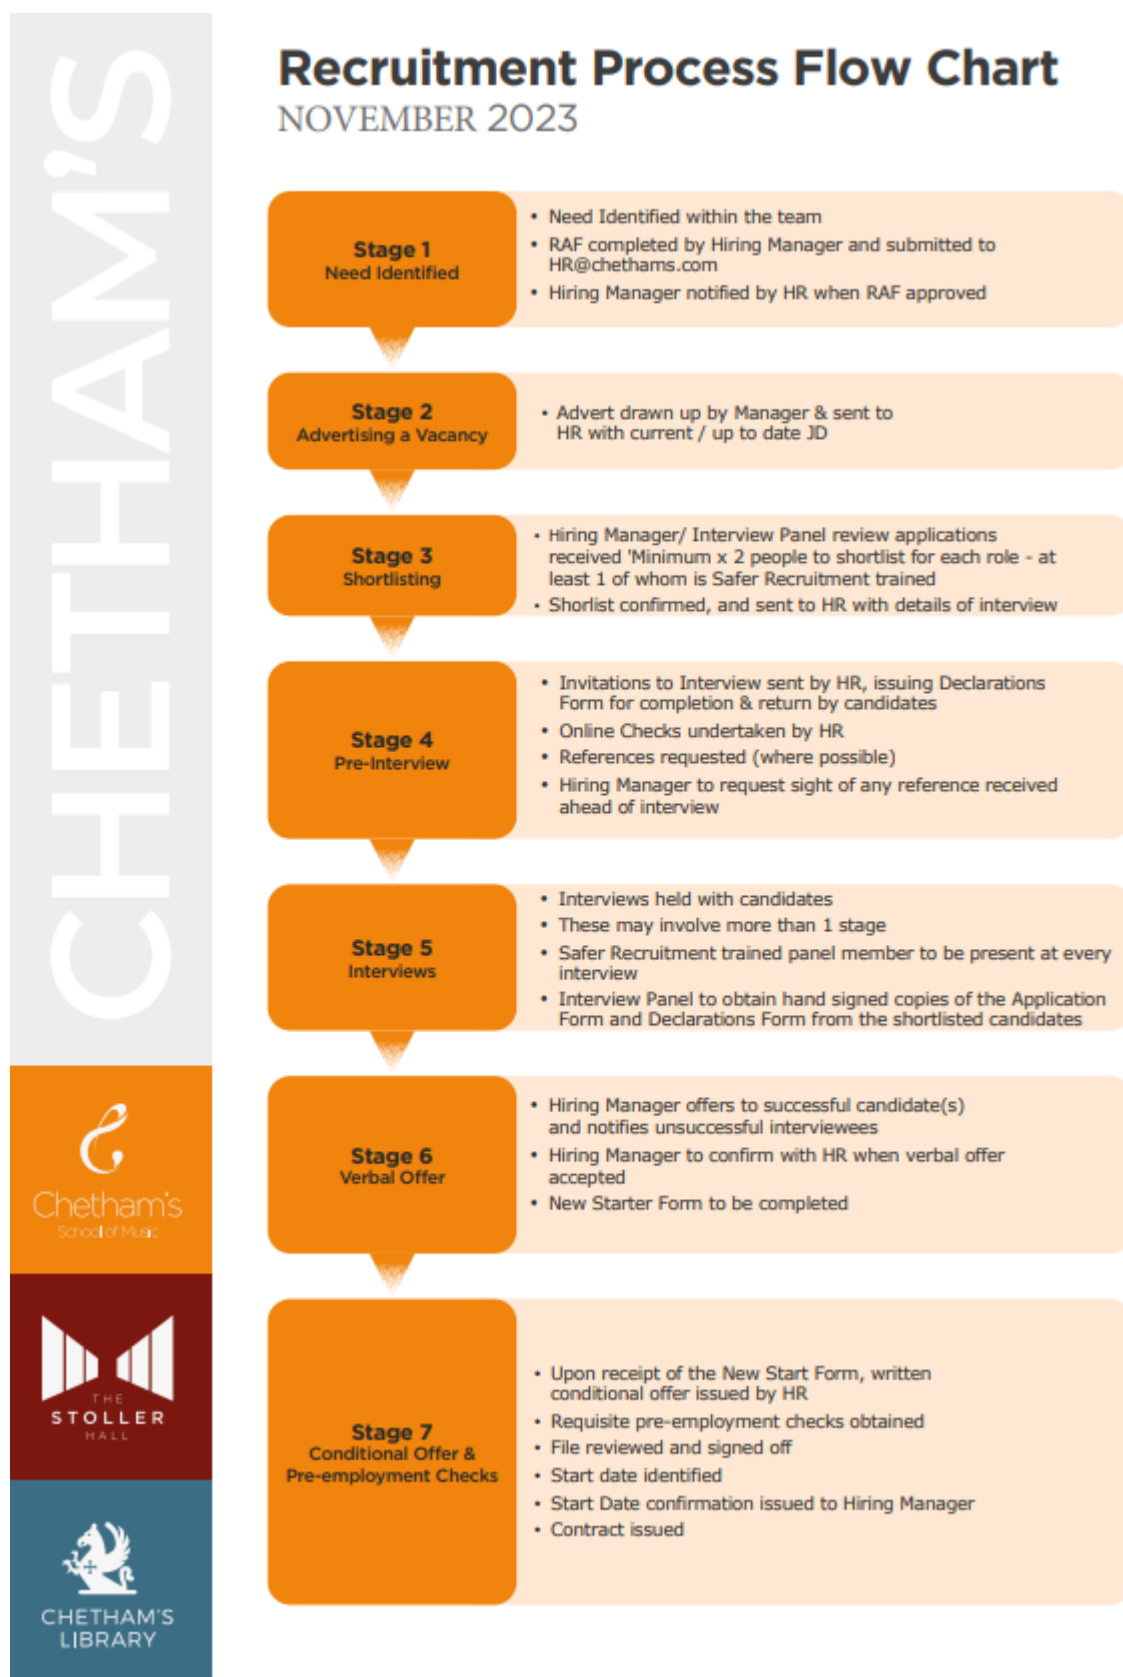 CHETHAM'S
Recruitment Process Flow Chart
NOVEMBER 2023
Stage 1
Need Identified
• Need Identified within the team
• RAF completed by Hiring Manager and submitted to
HR@chethams.com
• Hiring Manager notified by HR when RAF approved
Stage 2
Advertising a Vacancy
• Advert drawn up by Manager & sent to
HR with current / up to date JD
Stage 3
Shortlisting
• Hiring Manager/ Interview Panel review applications
received 'Minimum x 2 people to shortlist for each role - at
least 1 of whom is Safer Recruitment trained
• Shorlist confirmed, and sent to HR with details of interview
Stage 4
Pre-Interview
• Invitations to Interview sent by HR, issuing Declarations
Form for completion & return by candidates
• Online Checks undertaken by HR
• References requested (where possible)
• Hiring Manager to request sight of any reference received
ahead of interview
Stage 5
Interviews
• Interviews held with candidates
• These may involve more than 1 stage
• Safer Recruitment trained panel member to be present at every
interview
• Interview Panel to obtain hand signed copies of the Application
Form and Declarations Form from the shortlisted candidates
Stage 6
Verbal Offer
• Hiring Manager offers to successful candidate(s)
and notifies unsuccessful interviewees
• Hiring Manager to confirm with HR when verbal offer
accepted
• New Starter Form to be completed
Stage 7
Conditional Offer &
Pre-employment Checks
• Upon receipt of the New Start Form, written
conditional offer issued by HR
• Requisite pre-employment checks obtained
• File reviewed and signed off
• Start date identified
• Start Date confirmation issued to Hiring Manager
• Contract issued
Chetham's
School of Music
THE
STOLLER
HALL
CHETHAM'S
LIBRARY